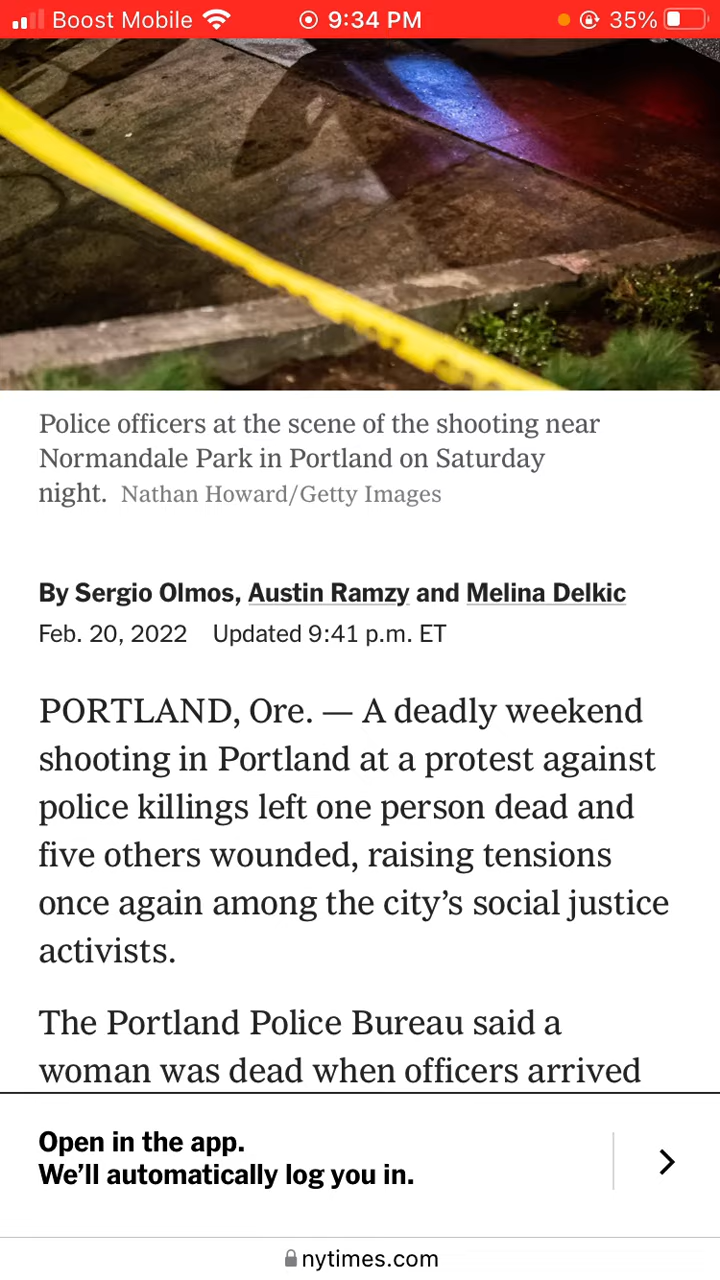 Boost Mobile 9:34 PM 35%
Police officers at the scene of the shooting near
Normandale Park in Portland on Saturday
night. Nathan Howard/Getty Images
By Sergio Olmos, Austin Ramzy and Melina Delkic
Feb. 20, 2022 Updated 9:41 p.m. ET
PORTLAND, Ore. — A deadly weekend
shooting in Portland at a protest against
police killings left one person dead and
five others wounded, raising tensions
once again among the city’s social justice
activists.
The Portland Police Bureau said a
woman was dead when officers arrived
Open in the app.
We’ll automatically log you in.
nytimes.com